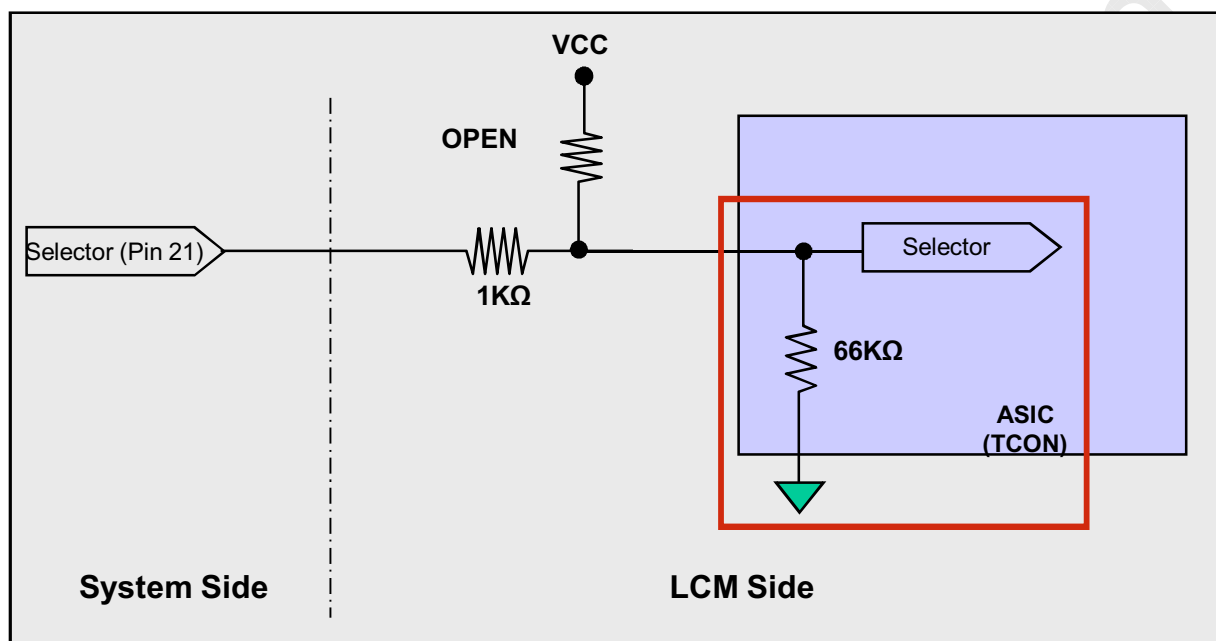 VCC
OPEN
Selector (Pin 21)
Selector
1KΩ
66KΩ
ASIC
(TCON)
System Side
LCM Side